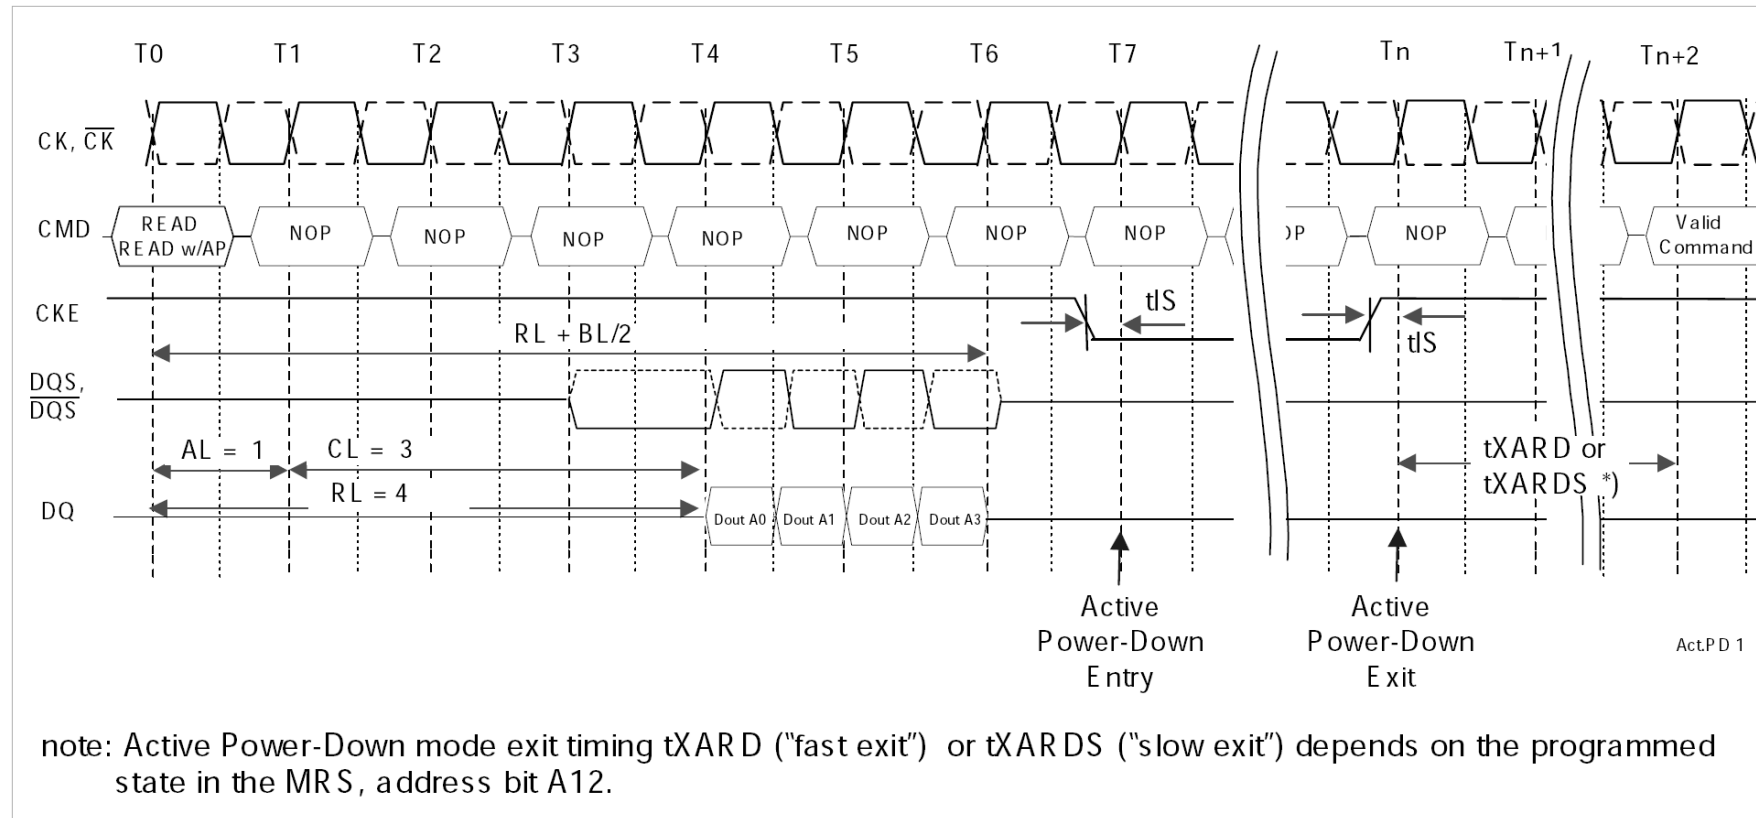 T0 T1 T2 T3 T4 T5 T6 T7 Tn Tn+1 Tn+2
CK, CK
CMD
READ
READ w/AP
NOP
NOP
NOP
NOP
NOP
NOP
NOP
OP
NOP
Valid
Command
CKE
tIS
tIS
RL + BL/2
DQS,
DQS
AL = 1
CL = 3
RL = 4
tXARD or
tXARDS *)
DQ
Dout A0
Dout A1
Dout A2
Dout A3
Active
Power-Down
Entry
Active
Power-Down
Exit
Act.PD 1
note: Active Power-Down mode exit timing tXARD ("fast exit") or tXARDS ("slow exit") depends on the programmed
state in the MRS, address bit A12.